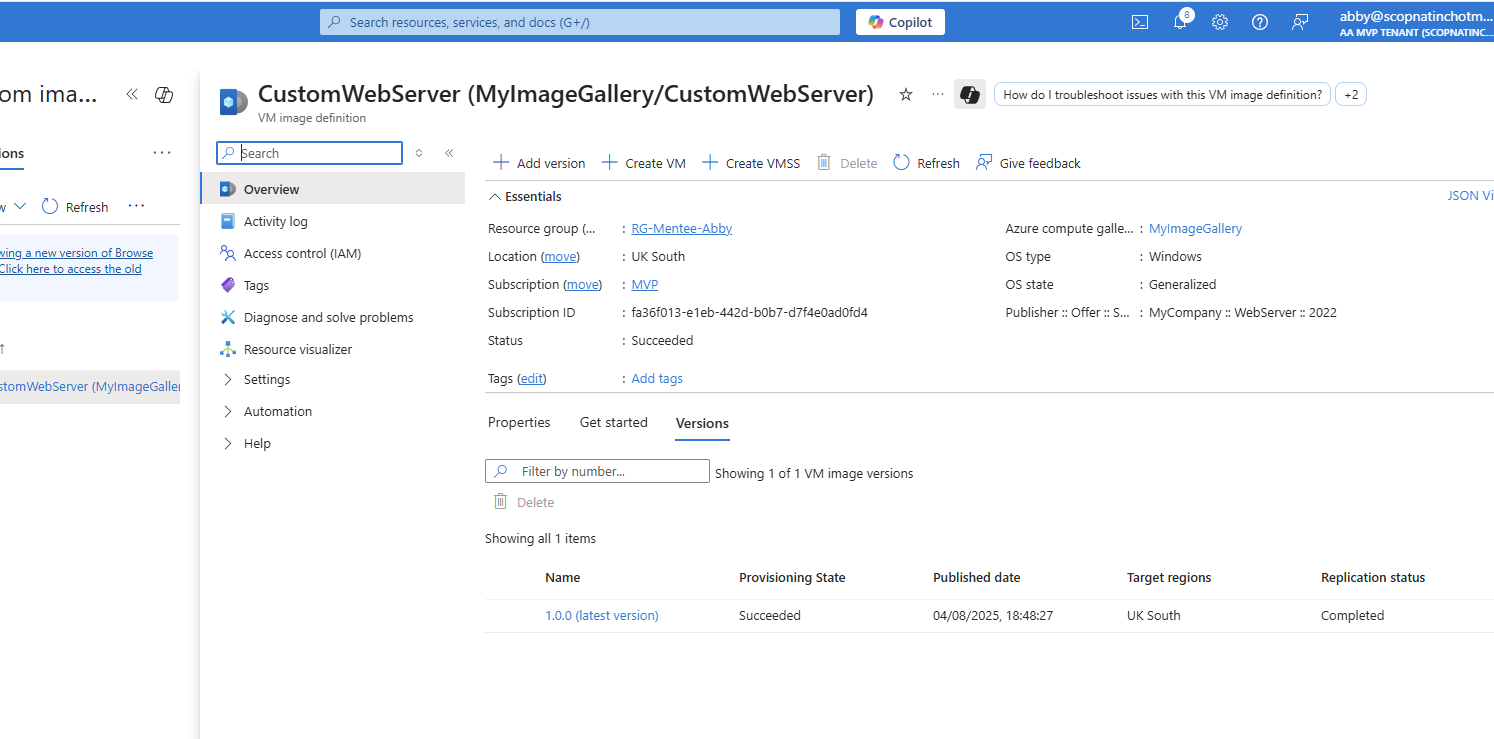 Search resources, services, and docs (G+/)
Copilot
8
abby@scopnatinchotm...
AA MVP TENANT (SCOPNATINC...
om ima...
ions
w
Refresh
wing a new version of Browse
Click here to access the old
stomWebServer (MyImageGaller
CustomWebServer (MyImageGallery/CustomWebServer)
VM image definition
How do I troubleshoot issues with this VM image definition?
+2
Search
Overview
Activity log
Access control (IAM)
Tags
Diagnose and solve problems
Resource visualizer
Settings
Automation
Help
Add version
Create VM
Create VMSS
Delete
Refresh
Give feedback
Essentials
JSON Vi
Resource group (... : RG-Mentee-Abby
Location (move) : UK South
Subscription (move) : MVP
Subscription ID : fa36f013-e1eb-442d-b0b7-d7f4e0ad0fd4
Status : Succeeded
Tags (edit) : Add tags
Azure compute galle... : MyImageGallery
OS type : Windows
OS state : Generalized
Publisher :: Offer :: S... : MyCompany :: WebServer :: 2022
Properties
Get started
Versions
Filter by number...
Showing 1 of 1 VM image versions
Delete
Showing all 1 items
Name Provisioning State Published date Target regions Replication status
1.0.0 (latest version) Succeeded 04/08/2025, 18:48:27 UK South Completed